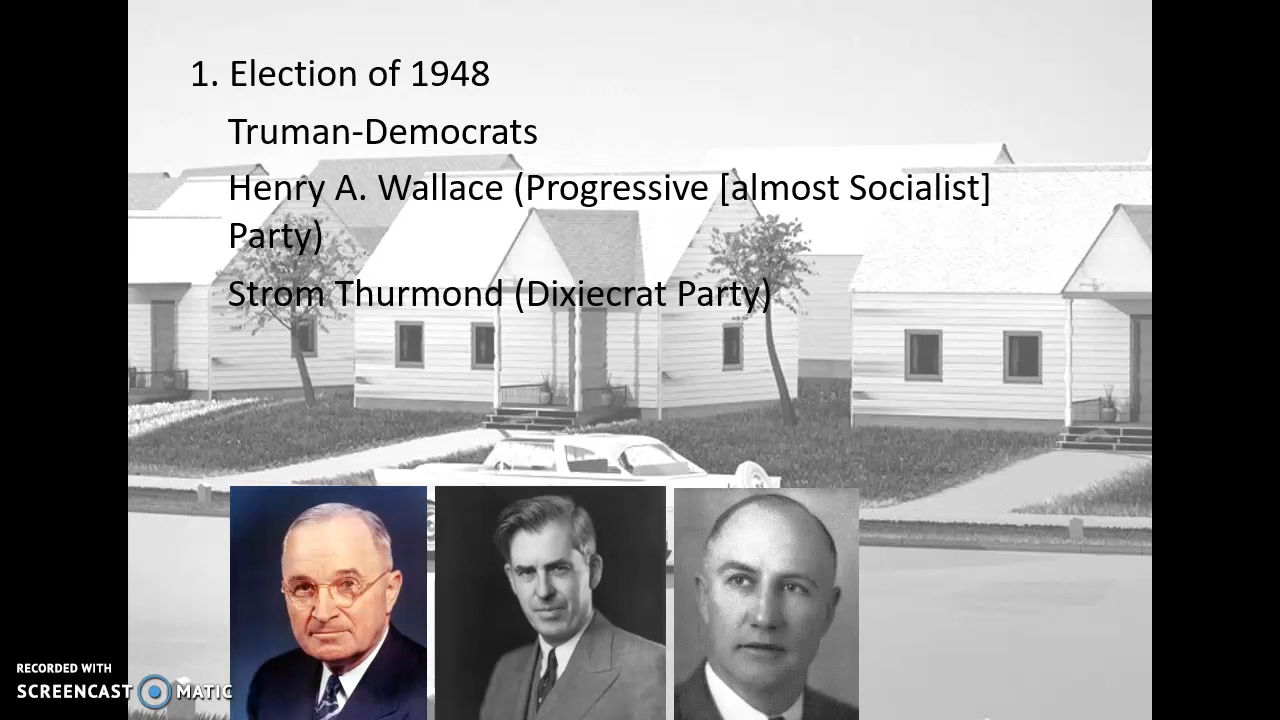 1. Election of 1948
Truman-Democrats
Henry A. Wallace (Progressive [almost Socialist]
Party)
Strom Thurmond (Dixiecrat Party)
RECORDED WITH
SCREENCAST MATIC